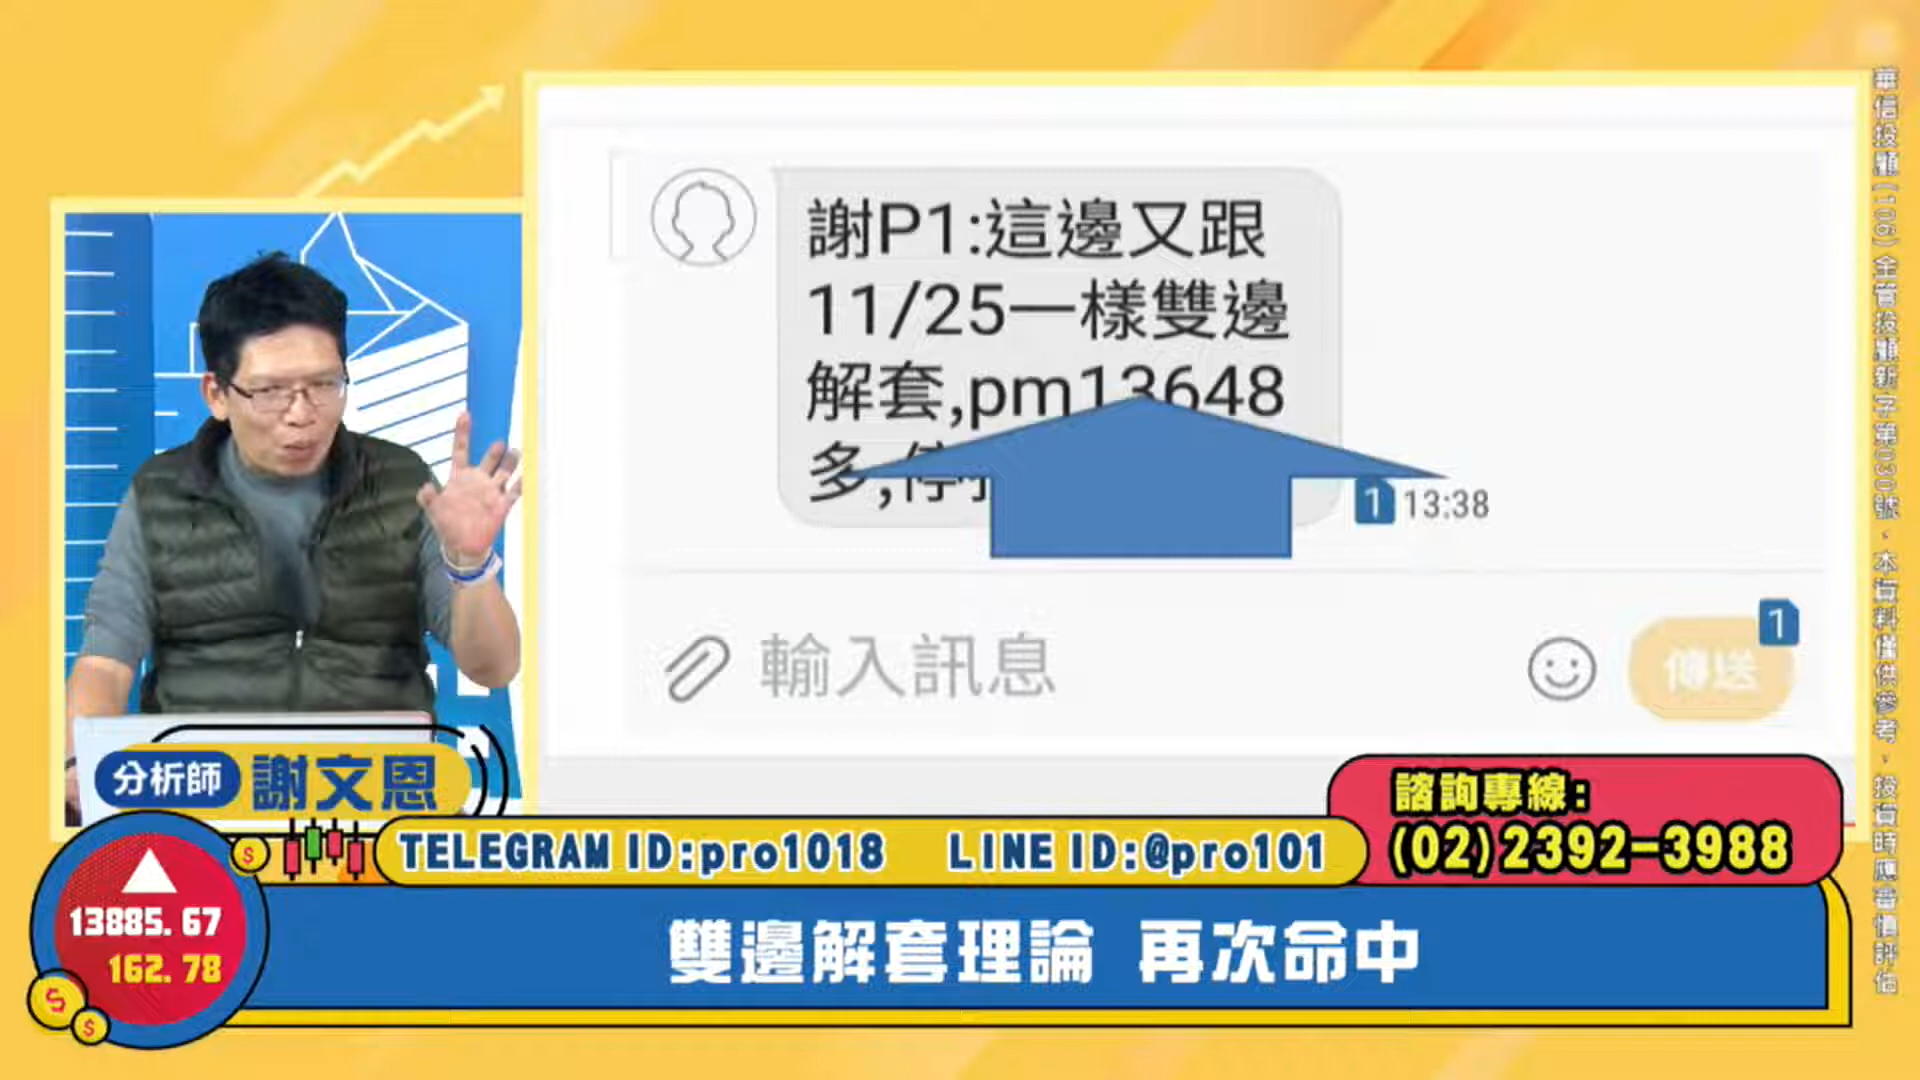 謝P1:這邊又跟
11/25一樣雙邊
解套,pm13648
多,停
1 13:38
輸入訊息
傳送
1
分析師 謝文恩
TELEGRAM ID:pro1018 LINE ID:@pro101
諮詢專線:
(02)2392-3988
13885.67
162.78
雙邊解套理論 再次命中
華信投顧(106)金管投顧新字第030號，本資料僅供參考，投資時應審慎評估